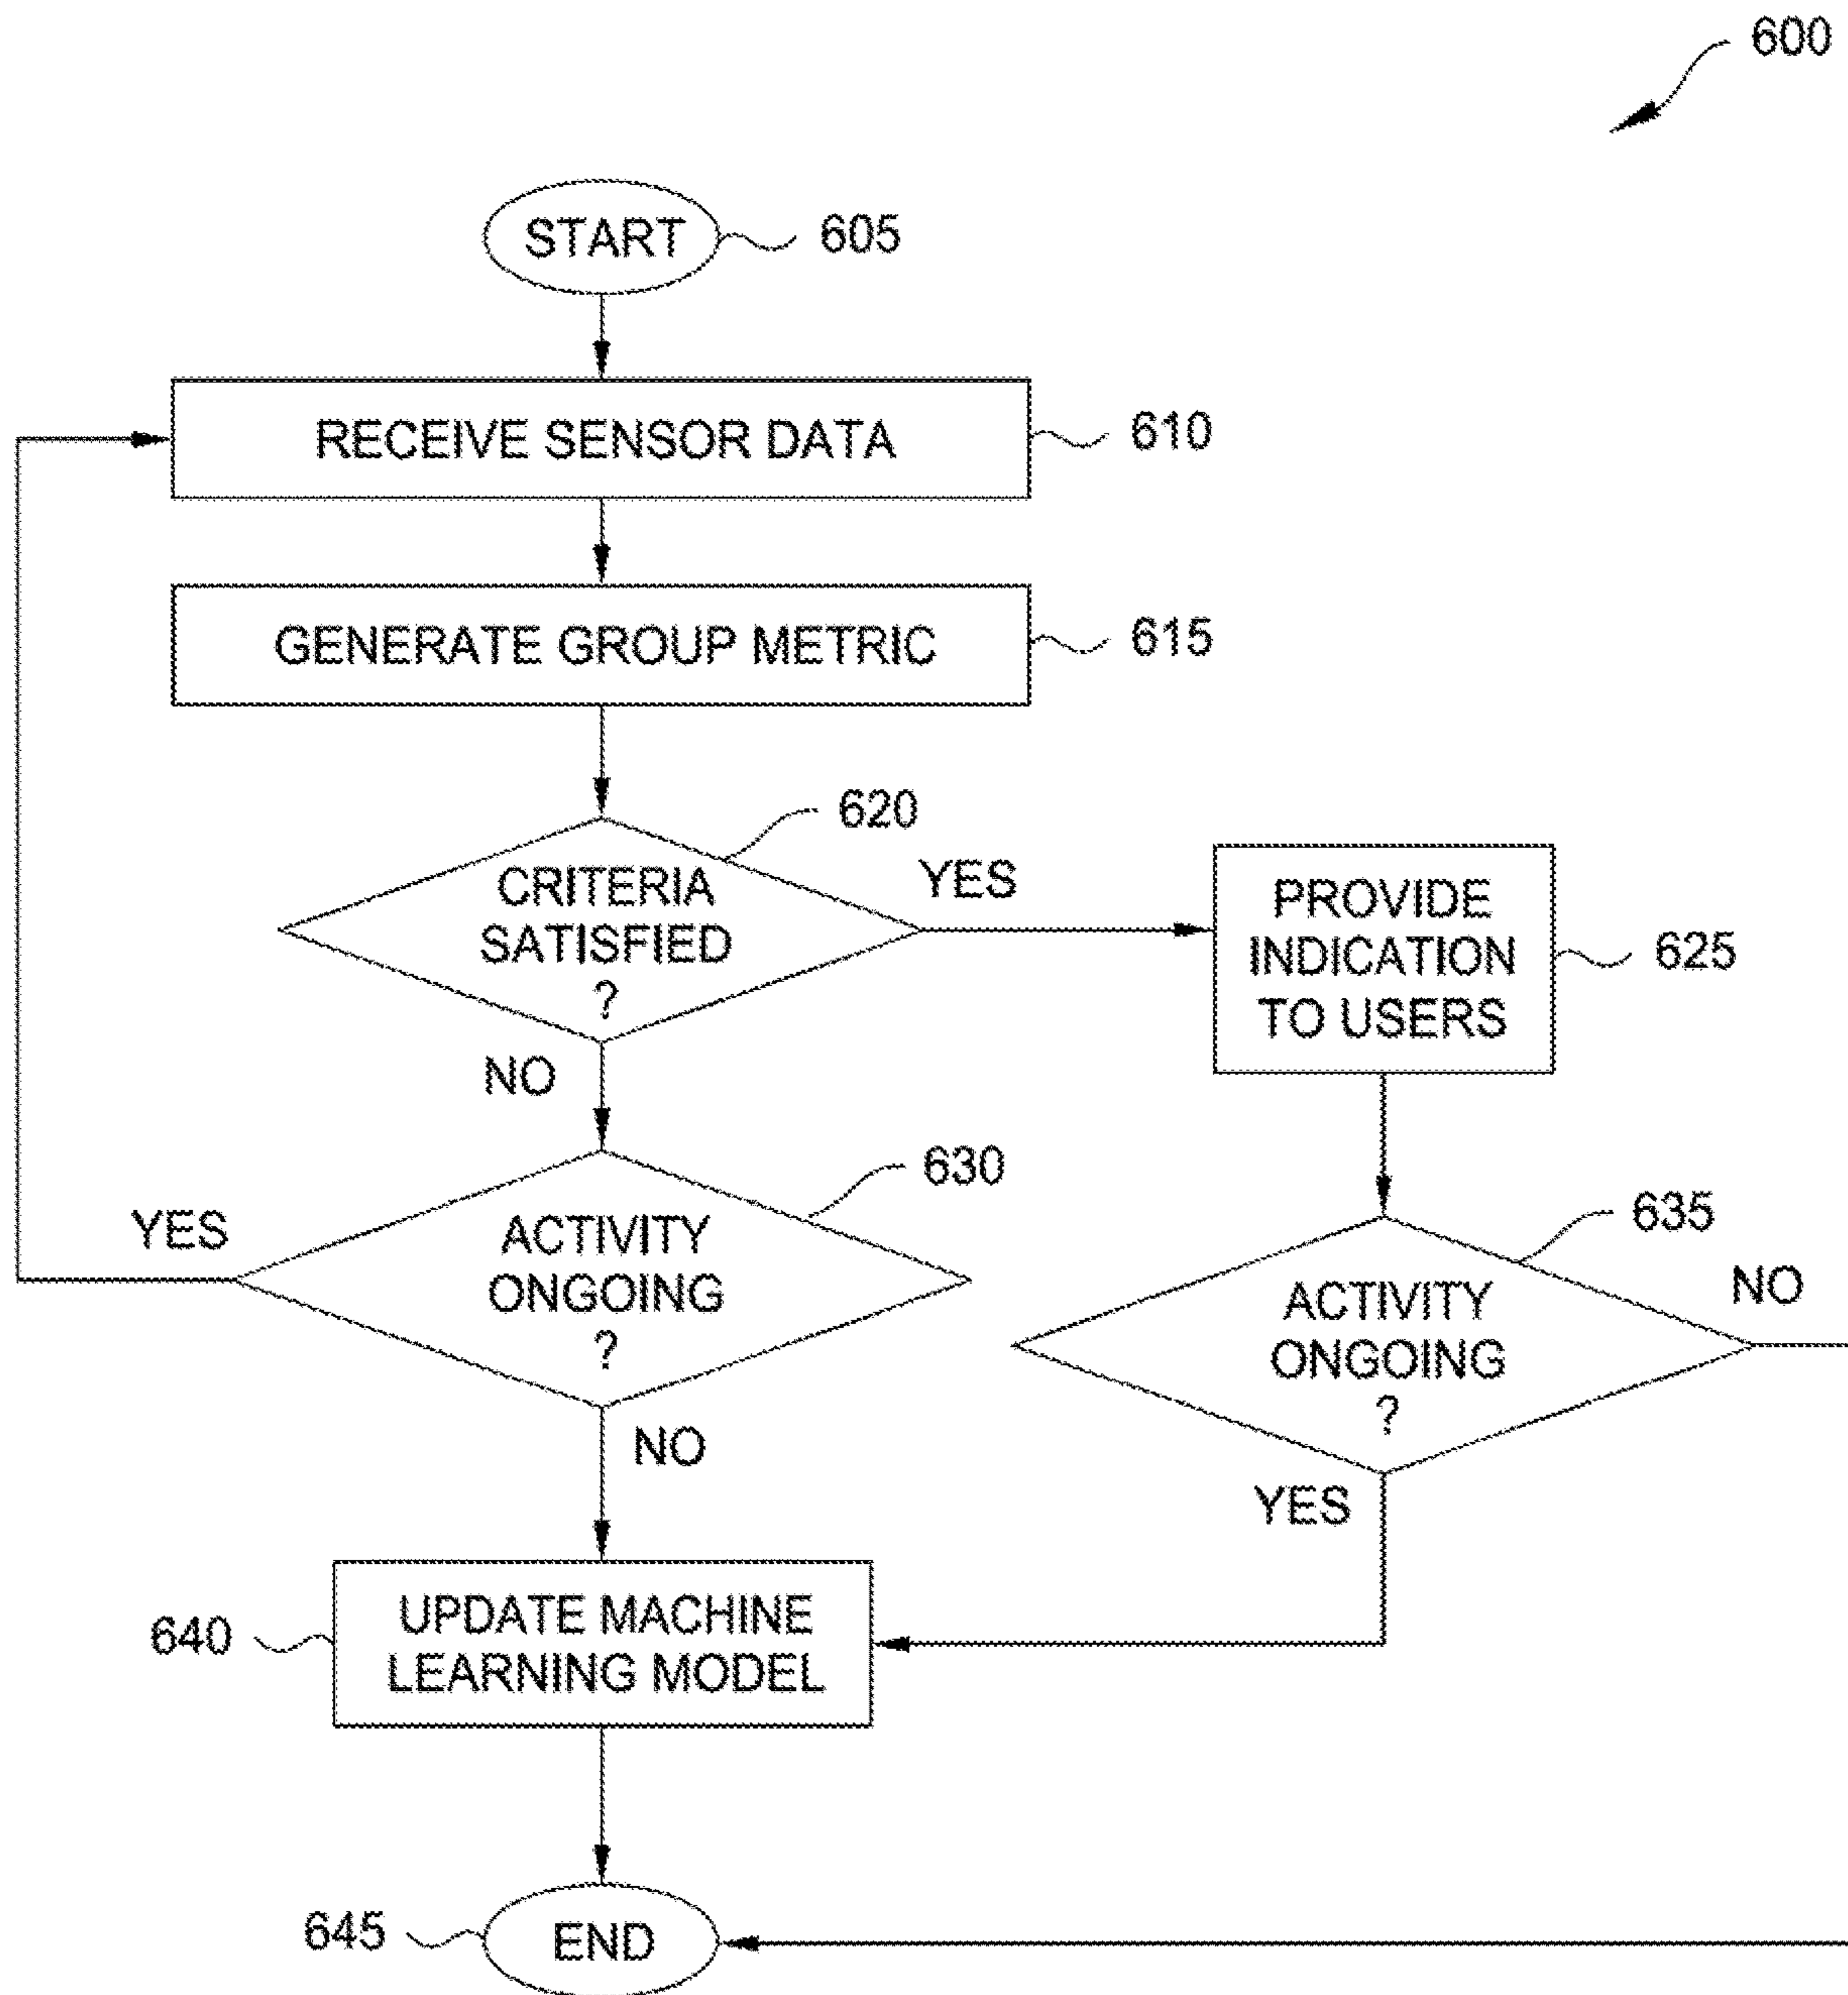 600
START
605
RECEIVE SENSOR DATA
610
GENERATE GROUP METRIC
615
620
CRITERIA
SATISFIED
?
YES
PROVIDE
INDICATION
TO USERS
625
NO
630
ACTIVITY
ONGOING
?
YES
635
ACTIVITY
ONGOING
?
NO
NO
YES
640
UPDATE MACHINE
LEARNING MODEL
645
END